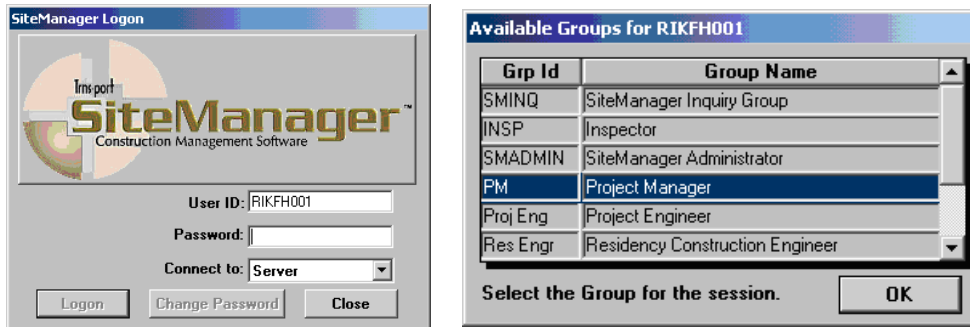 SiteManager Logon
Trns·port
SiteManager™
Construction Management Software
User ID: RIKFH001
Password:
Connect to: Server
Logon Change Password Close
Available Groups for RIKFH001
Grp Id Group Name
SMINQ SiteManager Inquiry Group
INSP Inspector
SMADMIN SiteManager Administrator
PM Project Manager
Proj Eng Project Engineer
Res Engr Residency Construction Engineer
Select the Group for the session. OK